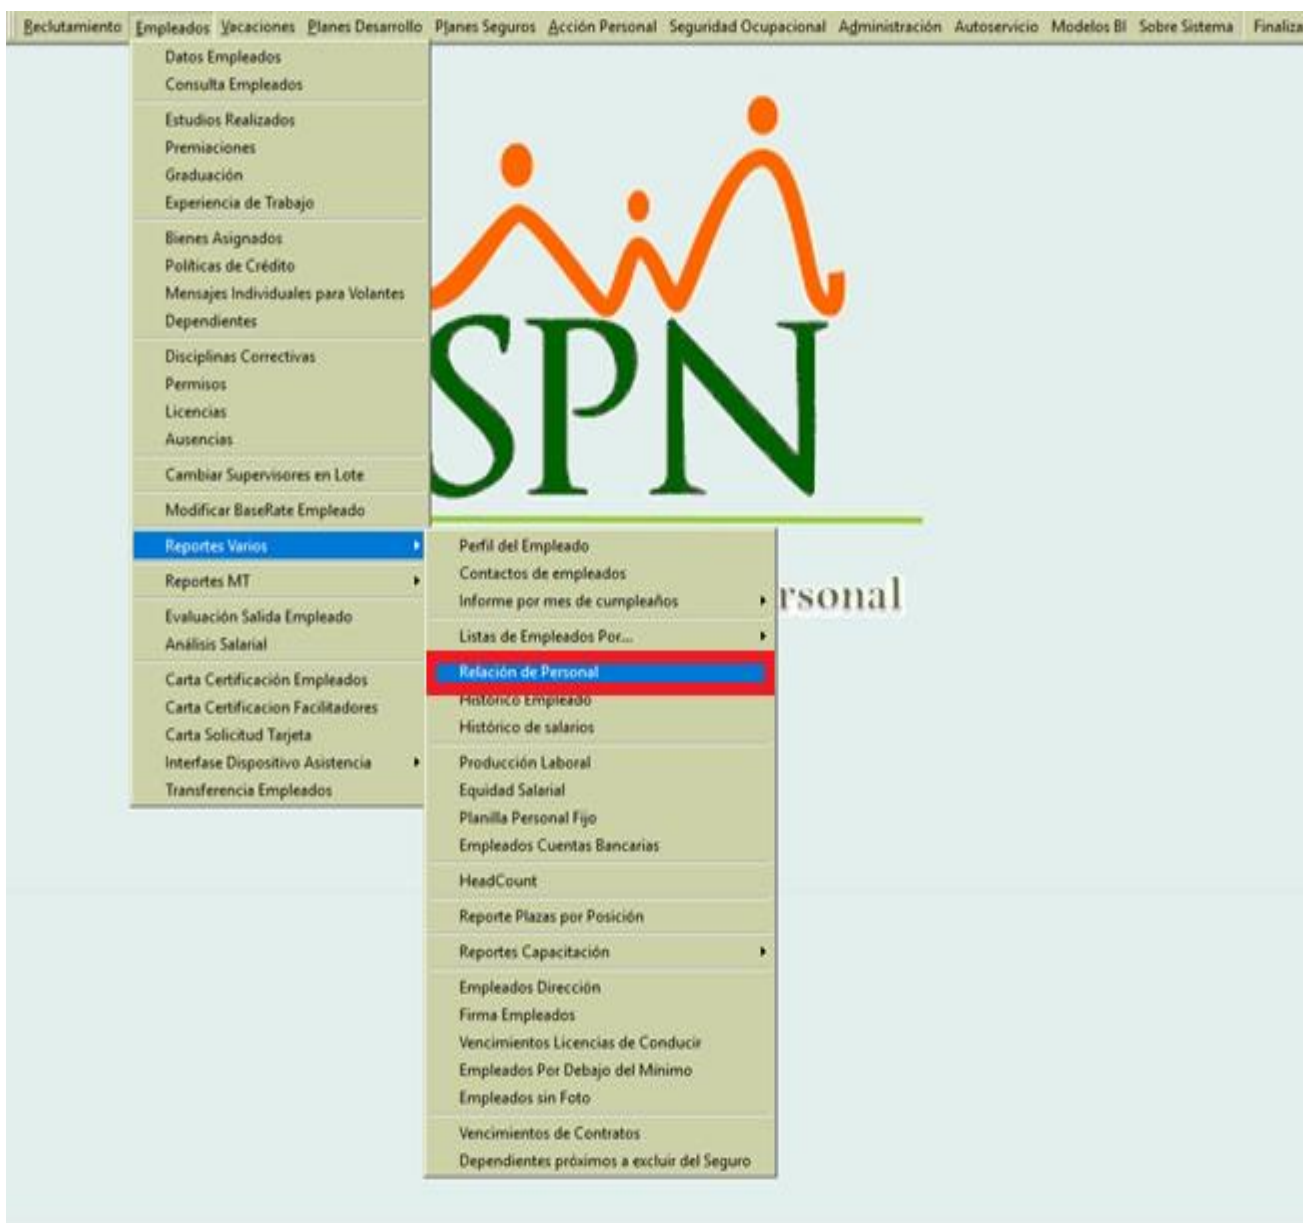 Reclutamiento Empleados Vacaciones Planes Desarrollo Planes Seguros Acción Personal Seguridad Ocupacional Administración Autoservicio Modelos BI Sobre Sistema Finaliza
Datos Empleados
Consulta Empleados
Estudios Realizados
Premiaciones
Graduación
Experiencia de Trabajo
Bienes Asignados
Políticas de Crédito
Mensajes Individuales para Volantes
Dependientes
Disciplinas Correctivas
Permisos
Licencias
Ausencias
Cambiar Supervisores en Lote
Modificar BaseRate Empleado
Reportes Varios
Reportes MT
Evaluación Salida Empleado
Análisis Salarial
Carta Certificación Empleados
Carta Certificacion Facilitadores
Carta Solicitud Tarjeta
Interfase Dispositivo Asistencia
Transferencia Empleados
SPN
rsonal
Perfil del Empleado
Contactos de empleados
Informe por mes de cumpleaños
Listas de Empleados Por...
Relación de Personal
Histórico Empleado
Histórico de salarios
Producción Laboral
Equidad Salarial
Planilla Personal Fijo
Empleados Cuentas Bancarias
HeadCount
Reporte Plazas por Posición
Reportes Capacitación
Empleados Dirección
Firma Empleados
Vencimientos Licencias de Conducir
Empleados Por Debajo del Mínimo
Empleados sin Foto
Vencimientos de Contratos
Dependientes próximos a excluir del Seguro